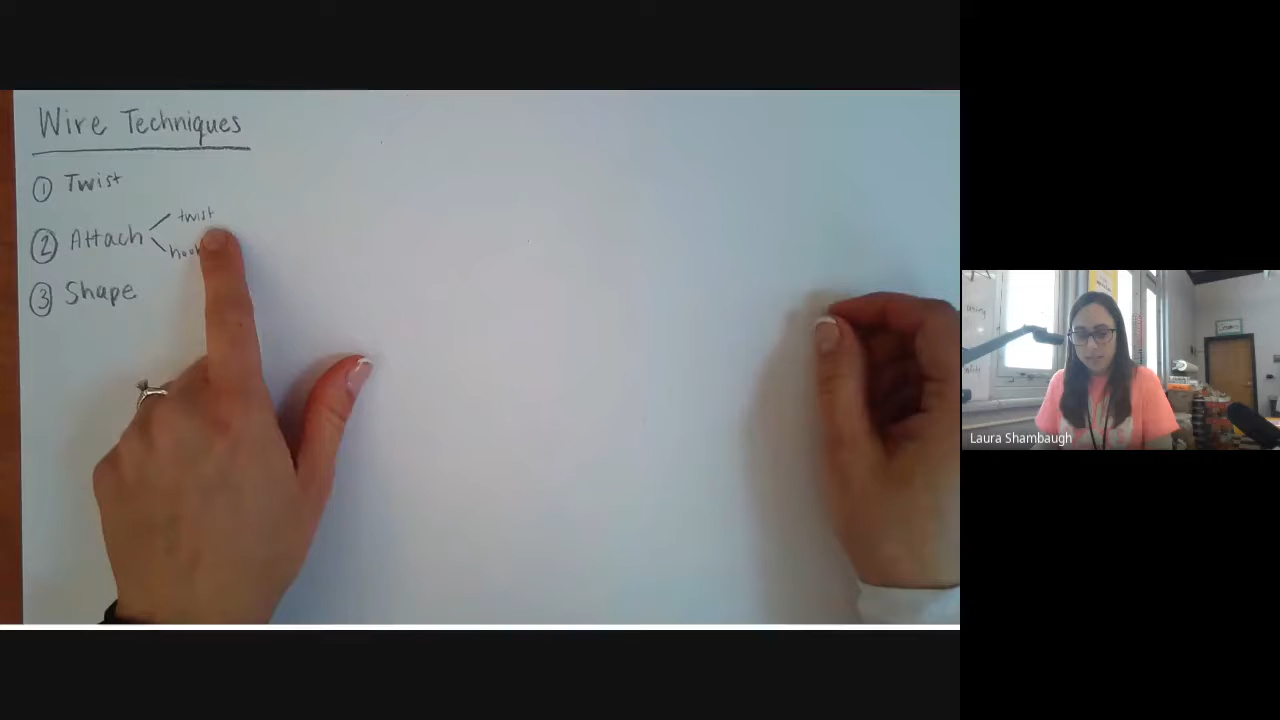 Wire Techniques
① Twist
② Attach
twist
③ Shape
Laura Shambaugh